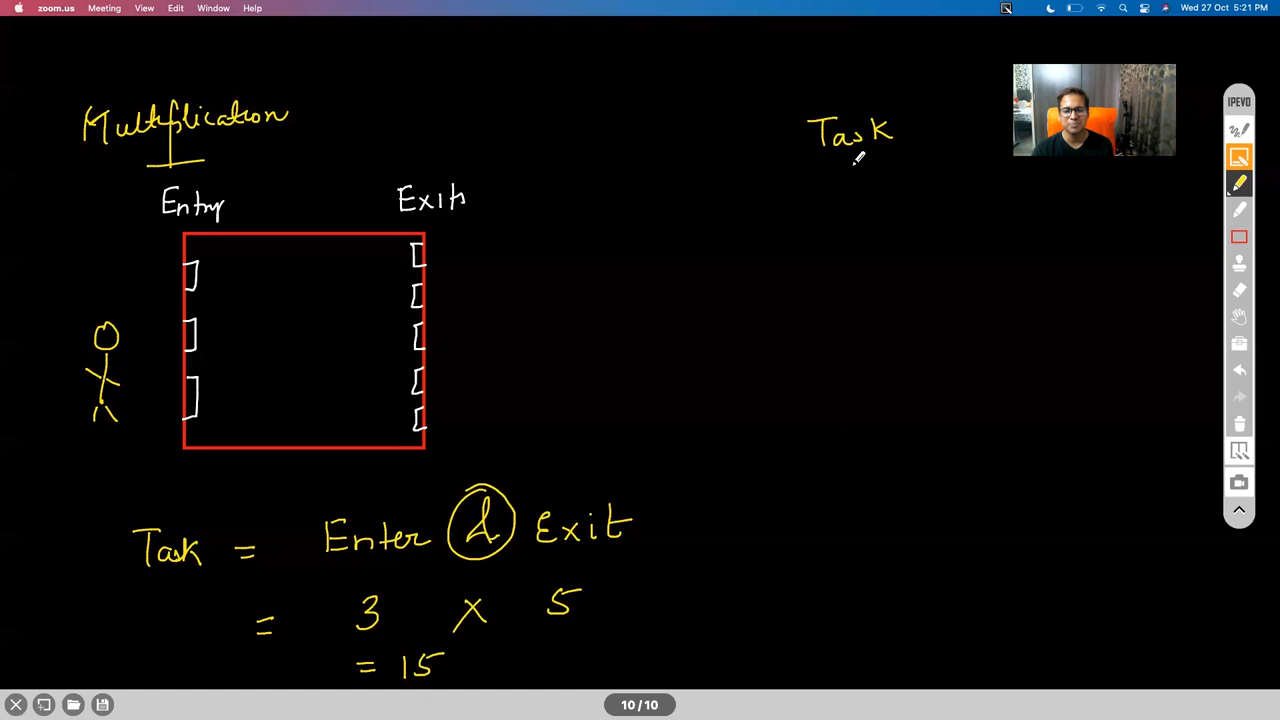 zoom.us Meeting View Edit Window Help Wed 27 Oct 5:21 PM
Multiplication
Task
IPEVO
Entry Exits
Task = Enter & Exit
= 3 X 5
= 15
10/10